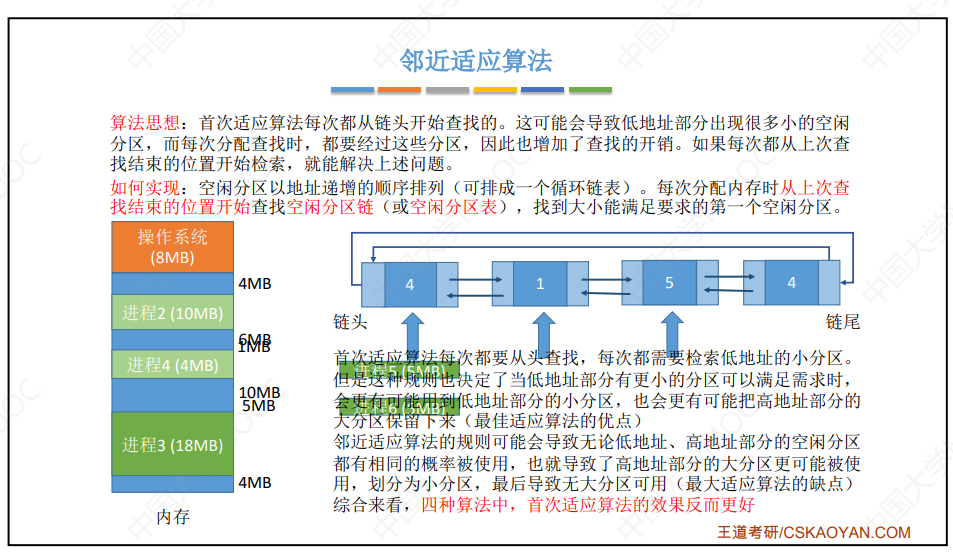 邻近适应算法
算法思想：首次适应算法每次都从链头开始查找的。这可能会导致低地址部分出现很多小的空闲
分区，而每次分配查找时，都要经过这些分区，因此也增加了查找的开销。如果每次都从上次查
找结束的位置开始检索，就能解决上述问题。
如何实现：空闲分区以地址递增的顺序排列（可排成一个循环链表）。每次分配内存时从上次查
找结束的位置开始查找空闲分区链（或空闲分区表），找到大小能满足要求的第一个空闲分区。
操作系统
(8MB)
4MB
进程2 (10MB)
6MB
1MB
进程4 (4MB)
10MB
5MB
进程3 (18MB)
4MB
内存
4
1
5
4
链头
链尾
进程5 (5MB)
进程6 (5MB)
首次适应算法每次都要从头查找，每次都需要检索低地址的小分区。
但是这种规则也决定了当低地址部分有更小的分区可以满足需求时，
会更有可能用到低地址部分的小分区，也会更有可能把高地址部分的
大分区保留下来（最佳适应算法的优点）
邻近适应算法的规则可能会导致无论低地址、高地址部分的空闲分区
都有相同的概率被使用，也就导致了高地址部分的大分区更可能被使
用，划分为小分区，最后导致无大分区可用（最大适应算法的缺点）
综合来看，四种算法中，首次适应算法的效果反而更好
王道考研/CSKAOYAN.COM